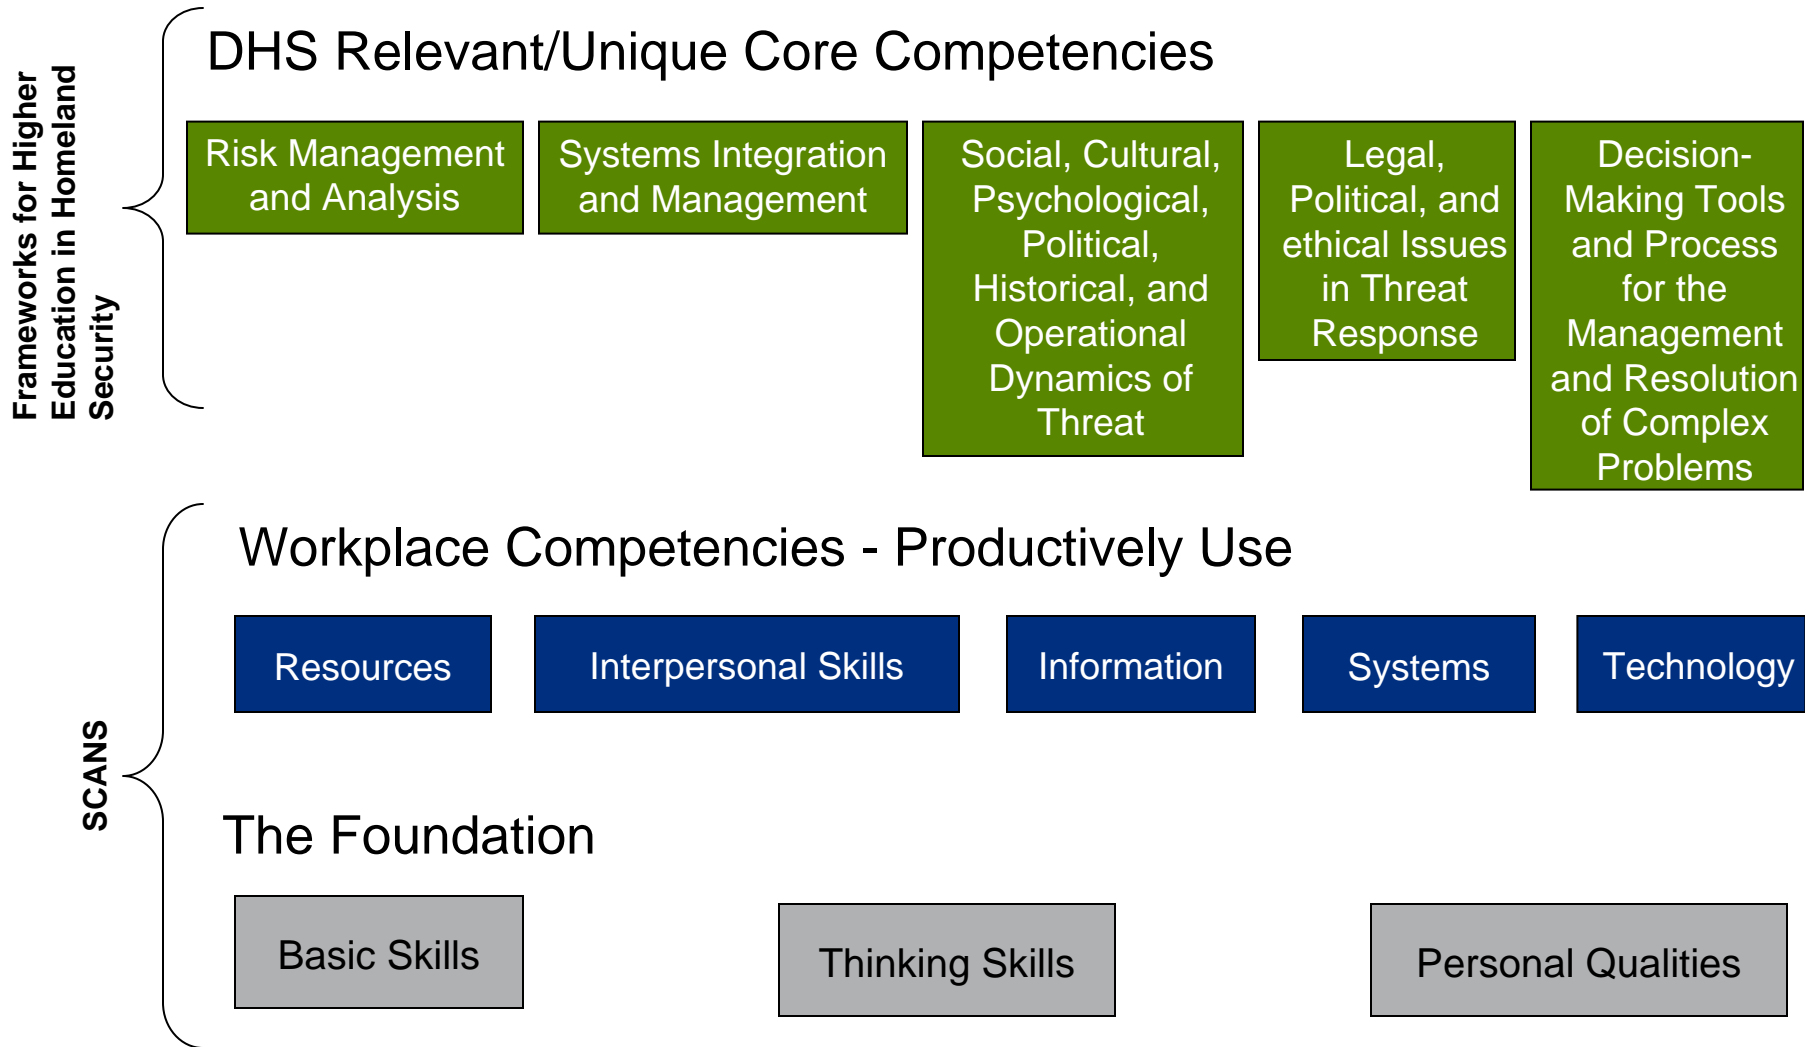 Frameworks for Higher
Education in Homeland
Security
DHS Relevant/Unique Core Competencies
Risk Management
and Analysis
Systems Integration
and Management
Social, Cultural,
Psychological,
Political,
Historical, and
Operational
Dynamics of
Threat
Legal,
Political, and
ethical Issues
in Threat
Response
Decision-
Making Tools
and Process
for the
Management
and Resolution
of Complex
Problems
SCANS
Workplace Competencies - Productively Use
Resources
Interpersonal Skills
Information
Systems
Technology
The Foundation
Basic Skills
Thinking Skills
Personal Qualities